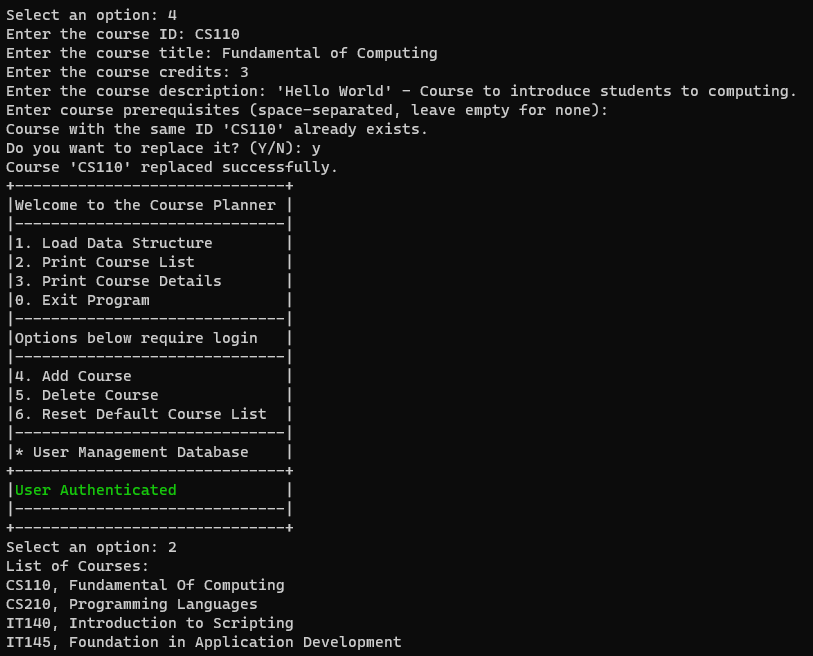 Select an option: 4
Enter the course ID: CS110
Enter the course title: Fundamental of Computing
Enter the course credits: 3
Enter the course description: 'Hello World' - Course to introduce students to computing.
Enter course prerequisites (space-separated, leave empty for none):
Course with the same ID 'CS110' already exists.
Do you want to replace it? (Y/N): y
Course 'CS110' replaced successfully.
+------------------------------+
|Welcome to the Course Planner |
|------------------------------|
|1. Load Data Structure        |
|2. Print Course List          |
|3. Print Course Details       |
|0. Exit Program               |
|------------------------------|
|Options below require login   |
|------------------------------|
|4. Add Course                 |
|5. Delete Course              |
|6. Reset Default Course List  |
|------------------------------|
|* User Management Database    |
+------------------------------+
|User Authenticated            |
|------------------------------|
+------------------------------+
Select an option: 2
List of Courses:
CS110, Fundamental Of Computing
CS210, Programming Languages
IT140, Introduction to Scripting
IT145, Foundation in Application Development